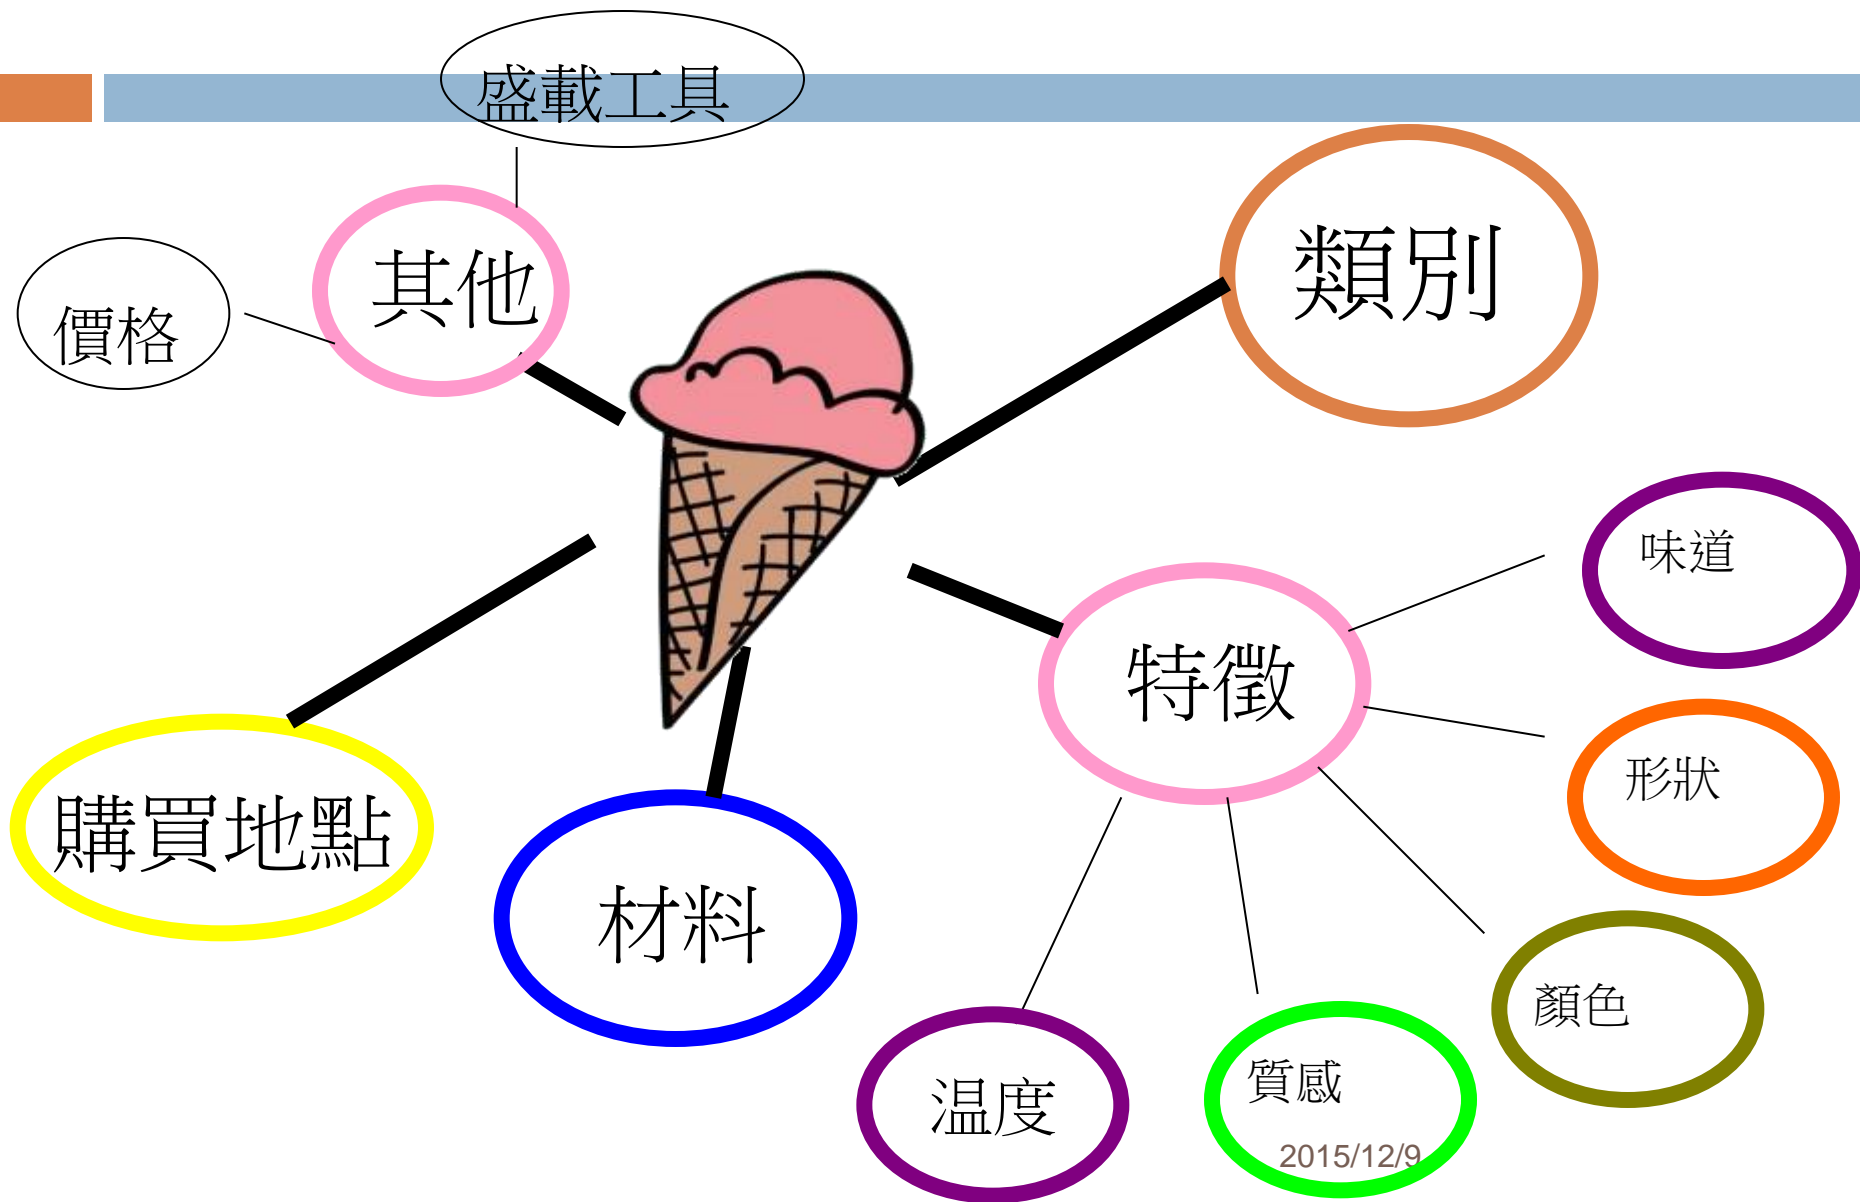 盛載工具
類別
其他
價格
味道
特徵
形狀
購買地點
材料
顏色
質感
温度
2015/12/9